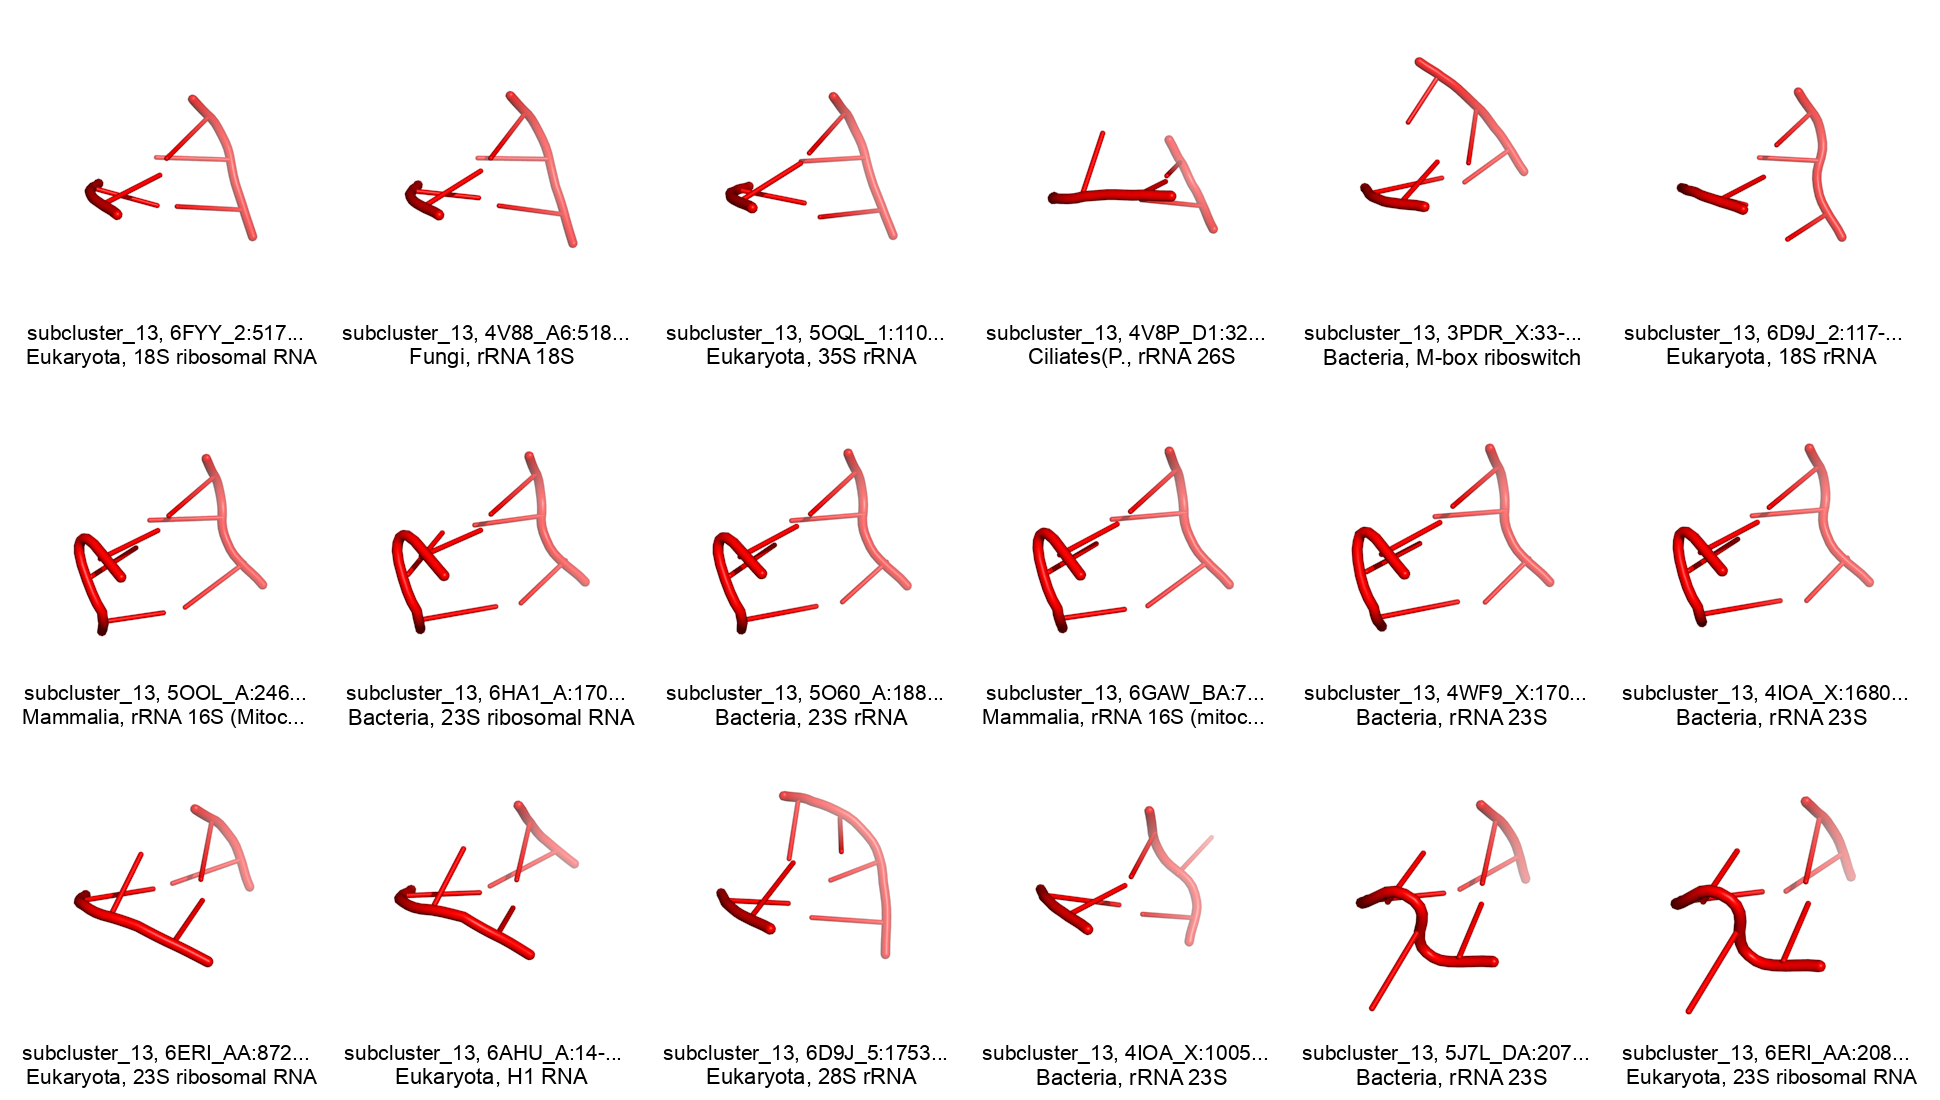 subcluster_13, 6FYY_2:517...
Eukaryota, 18S ribosomal RNA
subcluster_13, 4V88_A6:518...
Fungi, rRNA 18S
subcluster_13, 5OQL_1:110...
Eukaryota, 35S rRNA
subcluster_13, 4V8P_D1:32...
Ciliates(P., rRNA 26S
subcluster_13, 3PDR_X:33-...
Bacteria, M-box riboswitch
subcluster_13, 6D9J_2:117-...
Eukaryota, 18S rRNA
subcluster_13, 5OOL_A:246...
Mammalia, rRNA 16S (Mitoc...
subcluster_13, 6HA1_A:170...
Bacteria, 23S ribosomal RNA
subcluster_13, 5O60_A:188...
Bacteria, 23S rRNA
subcluster_13, 6GAW_BA:7...
Mammalia, rRNA 16S (mitoc...
subcluster_13, 4WF9_X:170...
Bacteria, rRNA 23S
subcluster_13, 4IOA_X:1680...
Bacteria, rRNA 23S
subcluster_13, 6ERI_AA:872...
Eukaryota, 23S ribosomal RNA
subcluster_13, 6AHU_A:14-...
Eukaryota, H1 RNA
subcluster_13, 6D9J_5:1753...
Eukaryota, 28S rRNA
subcluster_13, 4IOA_X:1005...
Bacteria, rRNA 23S
subcluster_13, 5J7L_DA:207...
Bacteria, rRNA 23S
subcluster_13, 6ERI_AA:208...
Eukaryota, 23S ribosomal RNA